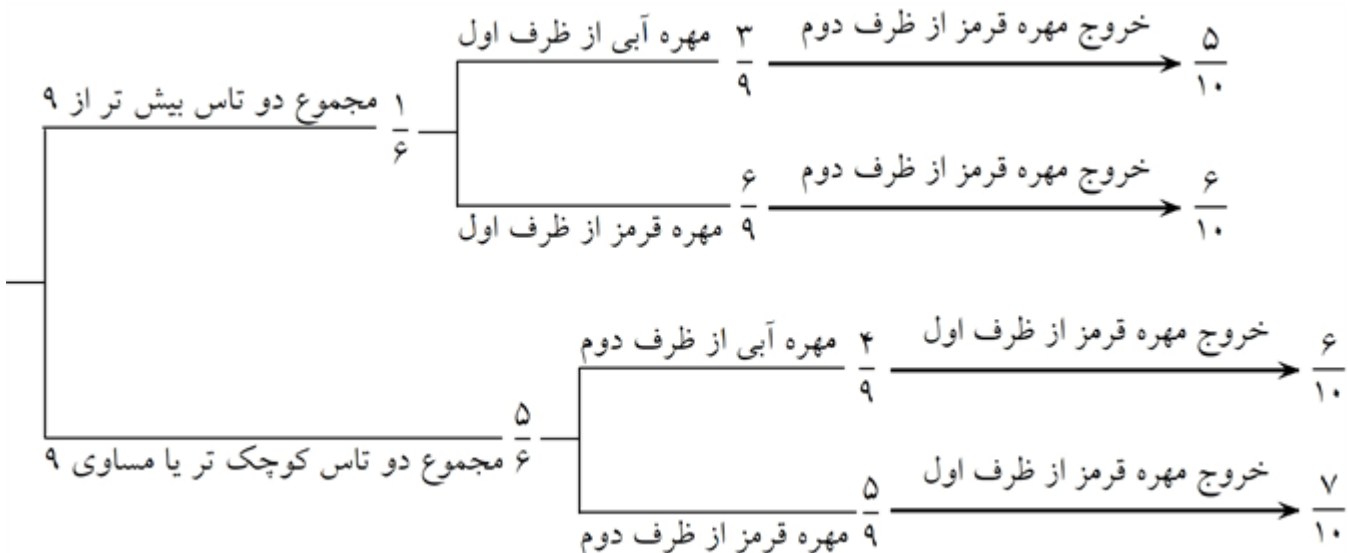 مهره آبی از ظرف اول ۳/۹ خروج مهره قرمز از ظرف دوم ۵/۱۰
مجموع دو تاس بیش تر از ۹ ۱/۶
مهره قرمز از ظرف اول ۶/۹ خروج مهره قرمز از ظرف دوم ۶/۱۰
مهره آبی از ظرف دوم ۴/۹ خروج مهره قرمز از ظرف اول ۶/۱۰
مجموع دو تاس کوچک تر یا مساوی ۹ ۵/۶
مهره قرمز از ظرف دوم ۵/۹ خروج مهره قرمز از ظرف اول ۷/۱۰